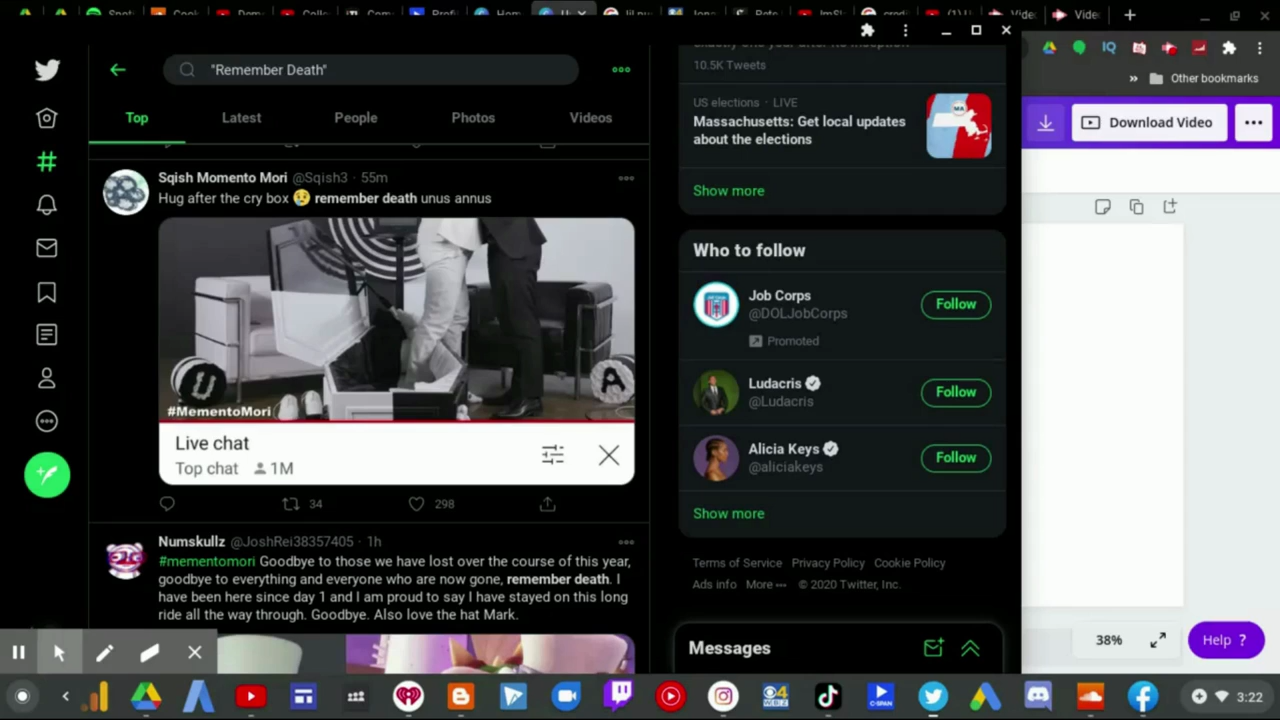 "Remember Death"
Top
Latest
People
Photos
Videos
Sqish Momento Mori @Sqish3 · 55m
Hug after the cry box 😢 remember death unus annus
U
A
#MementoMori
Live chat
Top chat 1M
34
298
Numskullz @JoshRei38357405 · 1h
#mementomori Goodbye to those we have lost over the course of this year,
goodbye to everything and everyone who are now gone, remember death. I
have been here since day 1 and I am proud to say I have stayed on this long
ride all the way through. Goodbye. Also love the hat Mark.
10.5K Tweets
US elections · LIVE
Massachusetts: Get local updates
about the elections
MA
Show more
Who to follow
Job Corps
@DOLJobCorps
Follow
Promoted
Ludacris
@Ludacris
Follow
Alicia Keys
@aliciakeys
Follow
Show more
Terms of Service Privacy Policy Cookie Policy
Ads info More © 2020 Twitter, Inc.
Messages
IQ
Other bookmarks
Download Video
38%
Help ?
C-SPAN
3:22